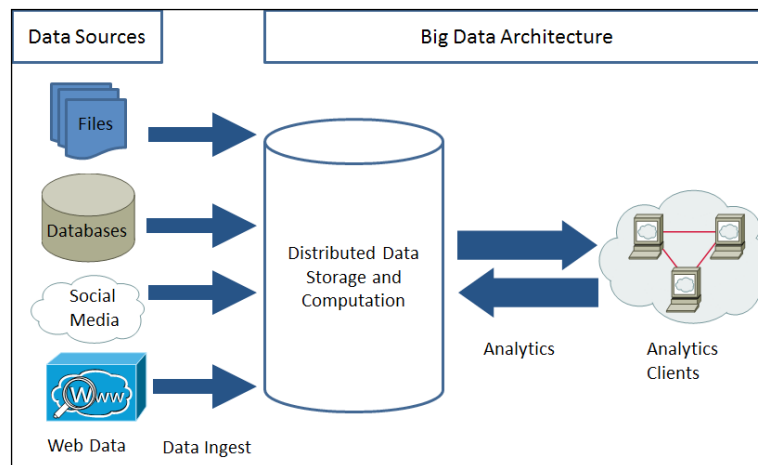 Data Sources
Big Data Architecture
Files
Databases
Social
Media
Www
Web Data
Data Ingest
Distributed Data
Storage and
Computation
Analytics
Analytics
Clients